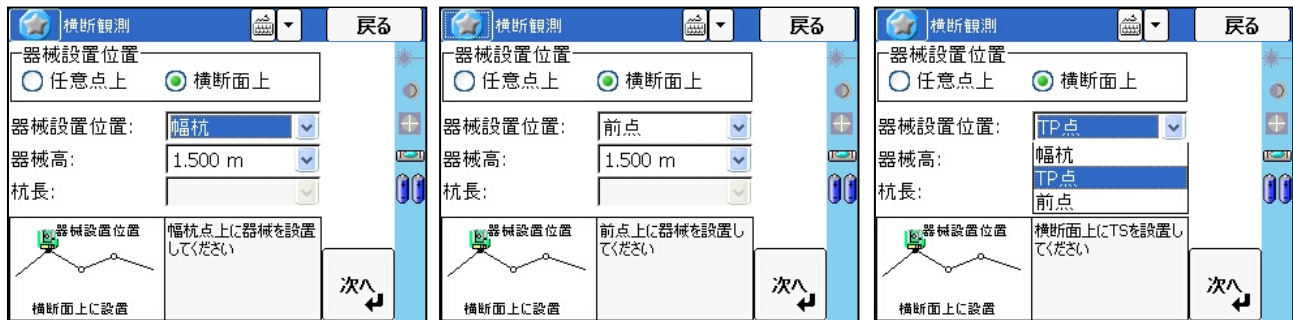 横断観測
戻る
器械設置位置
任意点上
横断面上
器械設置位置:
幅杭
器械高:
1.500 m
杭長:
器械設置位置
横断面上に設置
幅杭点上に器械を設置
してください
次へ
横断観測
戻る
器械設置位置
任意点上
横断面上
器械設置位置:
前点
器械高:
1.500 m
杭長:
器械設置位置
横断面上に設置
前点上に器械を設置し
てください
次へ
横断観測
戻る
器械設置位置
任意点上
横断面上
器械設置位置:
TP点
器械高:
幅杭
TP点
杭長:
前点
器械設置位置
横断面上に設置
横断面上にTSを設置し
てください
次へ